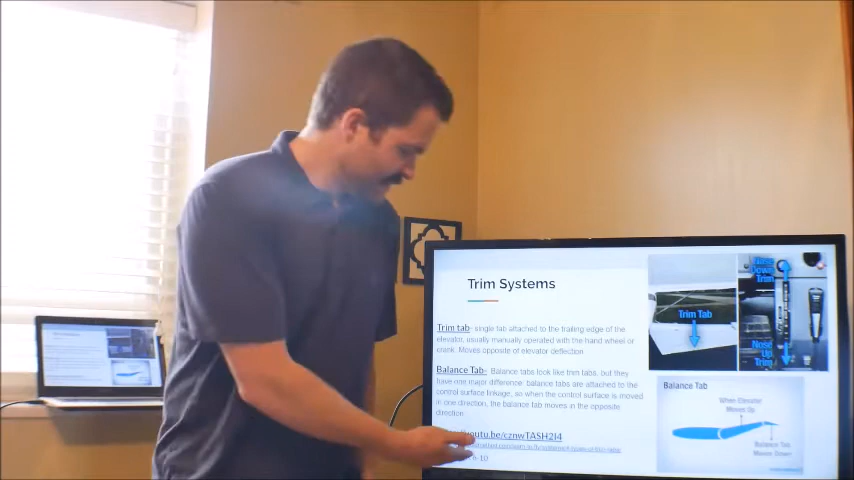 Trim Systems
Trim tab- single tab attached to the trailing edge of the
elevator, usually manually operated with the hand wheel or
crank. Moves opposite of elevator deflection.
Balance Tab- Balance tabs look like trim tabs, but they
have one major difference: balance tabs are attached to the
control surface linkage, so when the control surface is moved
in one direction, the balance tab moves in the opposite
direction.
youtu.be/cznwTASH2I4
Trim Tab
Nose
Down
Trim
Nose Up
Trim
Balance Tab
When Elevator
Moves Up
Balance Tab
Moves Down